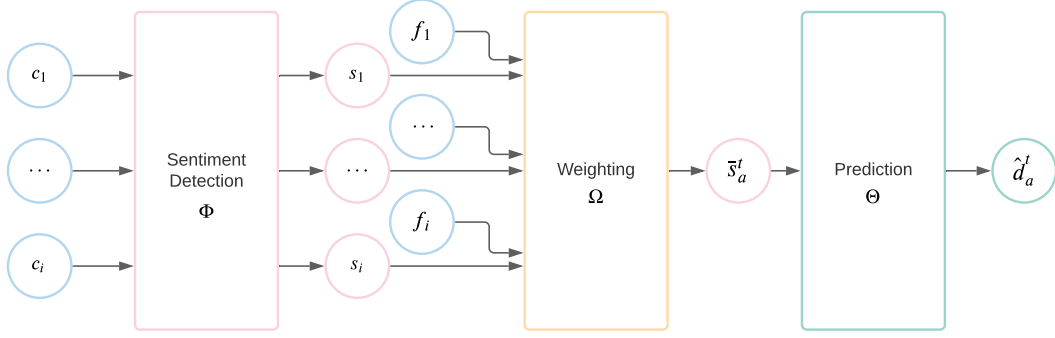 c₁
⋯
cᵢ
Sentiment
Detection
Φ
s₁
⋯
sᵢ
f₁
⋯
fᵢ
Weighting
Ω
s̄ₐᵗ
Prediction
Θ
d̂ₐᵗ